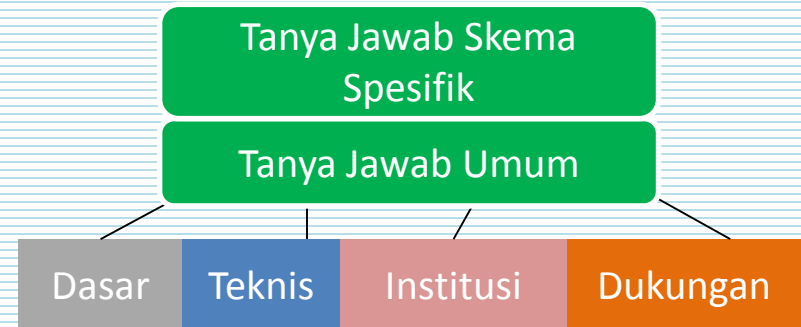 Tanya Jawab Skema
Spesifik
Tanya Jawab Umum
Dasar
Teknis
Institusi
Dukungan